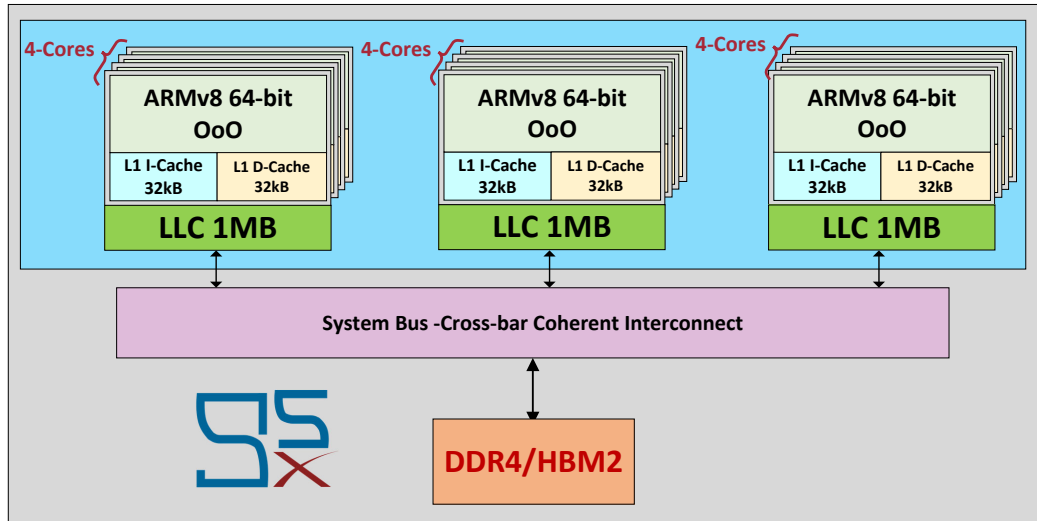 4-Cores
4-Cores
4-Cores
ARMv8 64-bit
OoO
L1 I-Cache
32kB
L1 D-Cache
32kB
LLC 1MB
ARMv8 64-bit
OoO
L1 I-Cache
32kB
L1 D-Cache
32kB
LLC 1MB
ARMv8 64-bit
OoO
L1 I-Cache
32kB
L1 D-Cache
32kB
LLC 1MB
System Bus -Cross-bar Coherent Interconnect
g5x
DDR4/HBM2